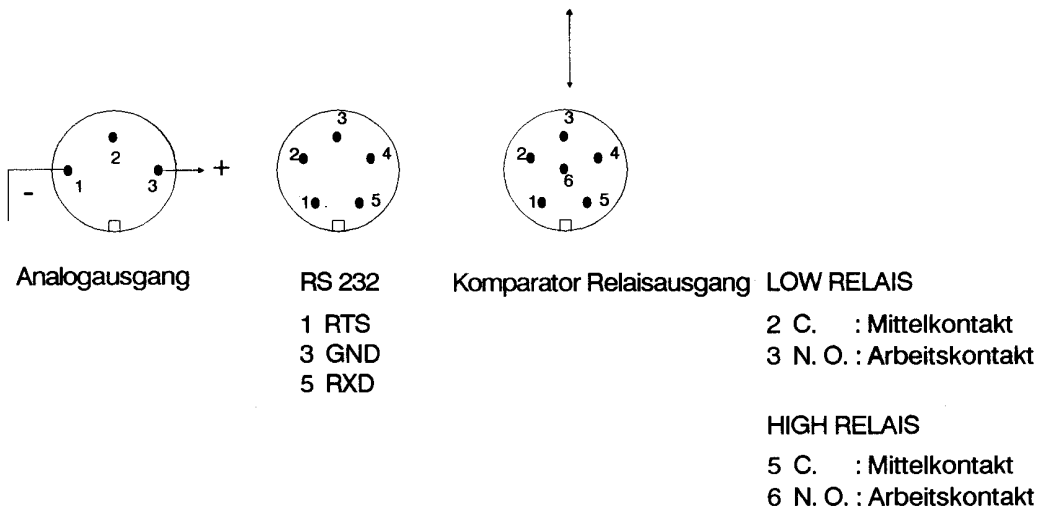 3
3
2
2
4
2
4
1
3
+
6
-
1
5
1
5
Analogausgang
RS 232
1 RTS
3 GND
5 RXD
Komparator Relaisausgang
LOW RELAIS
2 C. : Mittelkontakt
3 N. O. : Arbeitskontakt
HIGH RELAIS
5 C. : Mittelkontakt
6 N. O. : Arbeitskontakt